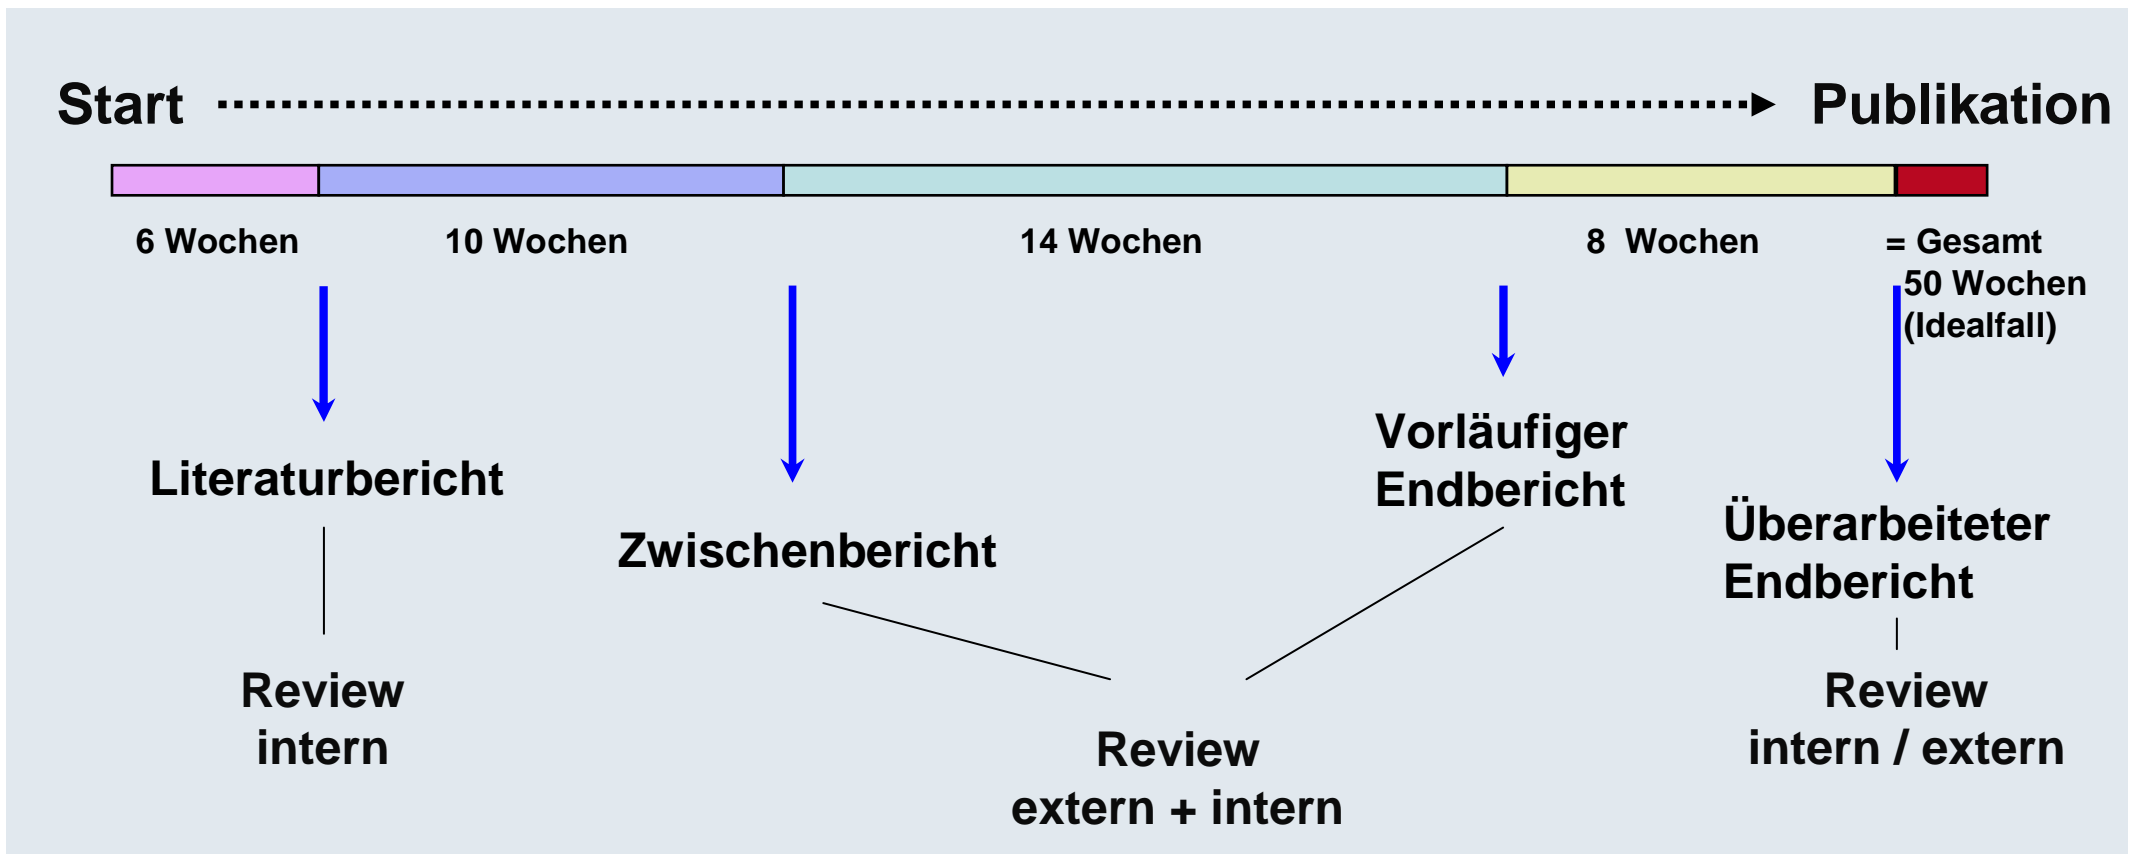 Start
Publikation
6 Wochen
10 Wochen
14 Wochen
8 Wochen
= Gesamt
50 Wochen
(Idealfall)
Literaturbericht
Zwischenbericht
Vorläufiger
Endbericht
Überarbeiteter
Endbericht
Review
intern
Review
extern + intern
Review
intern / extern